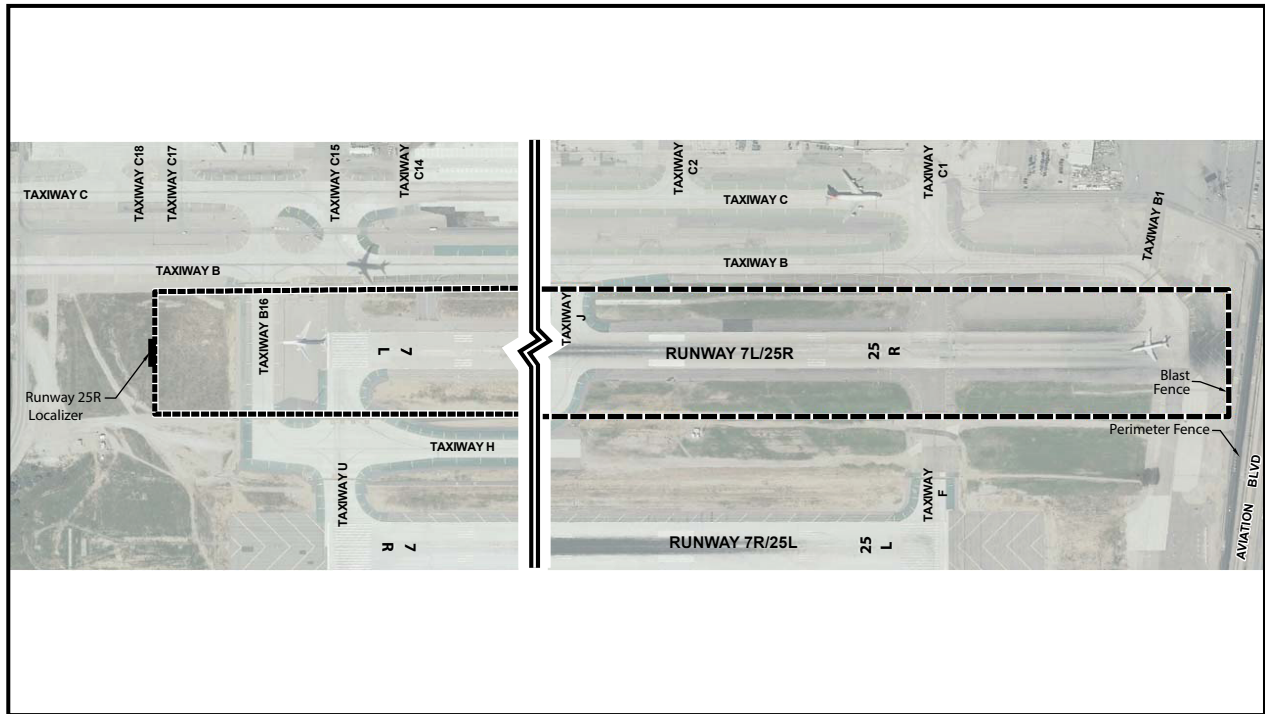 TAXIWAY C
TAXIWAY C18
TAXIWAY C17
TAXIWAY C15
TAXIWAY
C14
TAXIWAY B
TAXIWAY B16
7
L
Runway 25R
Localizer
TAXIWAY H
TAXIWAY U
7
R
TAXIWAY
C2
TAXIWAY C
TAXIWAY
C1
TAXIWAY B1
TAXIWAY B
TAXIWAY
J
RUNWAY 7L/25R
25
R
Blast
Fence
Perimeter Fence
TAXIWAY
F
RUNWAY 7R/25L
25
L
AVIATION BLVD